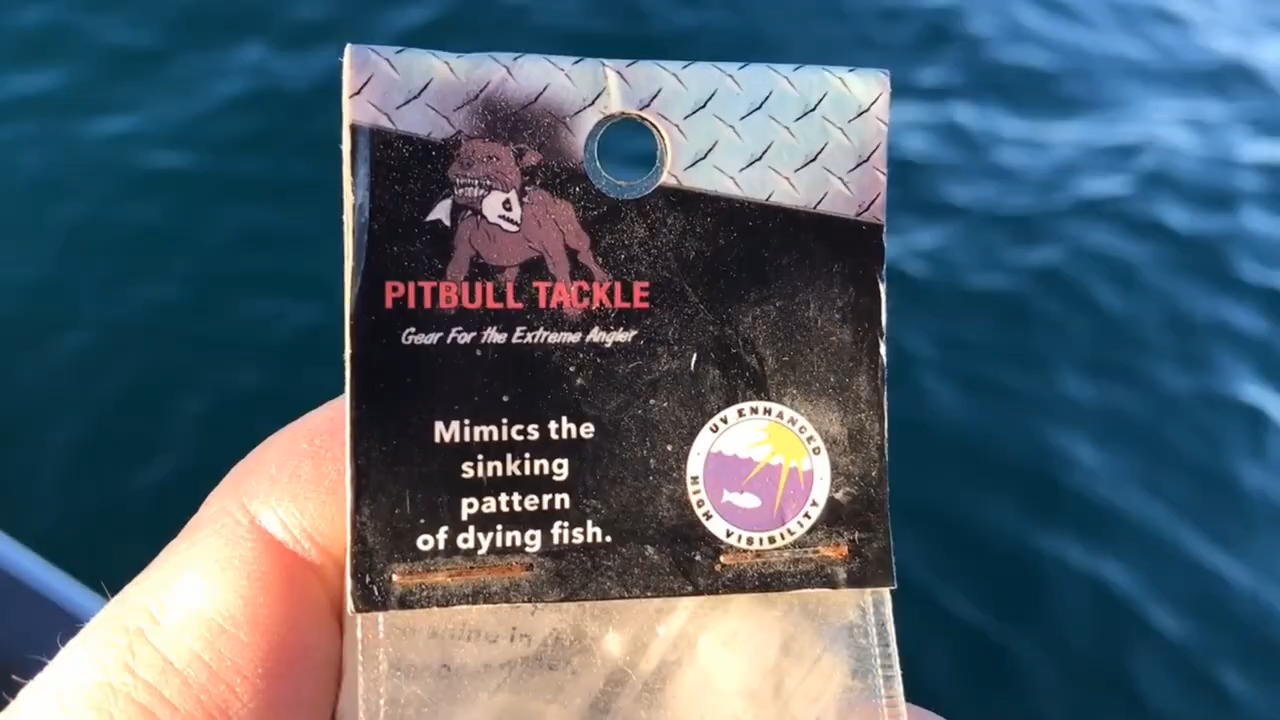 PITBULL TACKLE
Gear For the Extreme Angler
Mimics the
sinking
pattern
of dying fish.
UV ENHANCED
HIGH VISIBILITY